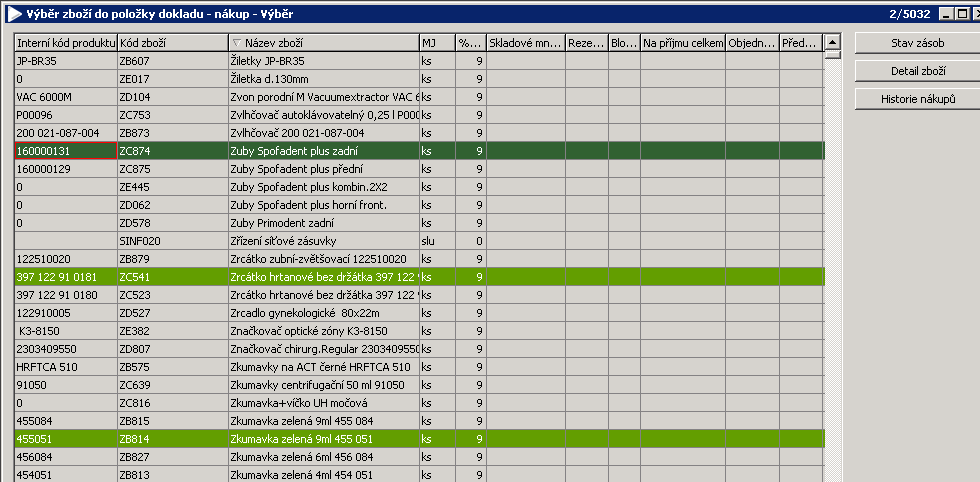 Výběr zboží do položky dokladu - nákup - Výběr 2/5032
Interní kód produktu Kód zboží Název zboží MJ %... Skladové mn... Reze... Blo... Na příjmu celkem Objedn... Před...
Stav zásob
Detail zboží
Historie nákupů
JP-BR35 ZB607 Žiletky JP-BR35 ks 9
0 ZE017 Žiletka d.130mm ks 9
VAC 6000M ZD104 Zvon porodní M Vacuumextractor VAC 6 ks 9
P00096 ZC753 Zvlhčovač autoklávovatelný 0,25 l P000 ks 9
200 021-087-004 ZB873 Zvlhčovač 200 021-087-004 ks 9
160000131 ZC874 Zuby Spofadent plus zadní ks 9
160000129 ZC875 Zuby Spofadent plus přední ks 9
0 ZE445 Zuby Spofadent plus kombin.2X2 ks 9
0 ZD062 Zuby Spofadent plus horní front. ks 9
0 ZD578 Zuby Primodent zadní ks 9
SINF020 Zřízení síťové zásuvky slu 0
122510020 ZB879 Zrcátko zubní-zvětšovací 122510020 ks 9
397 122 91 0181 ZC541 Zrcátko hrtanové bez držátka 397 122 ks 9
397 122 91 0180 ZC523 Zrcátko hrtanové bez držátka 397 122 ks 9
122910005 ZD527 Zrcadlo gynekologické 80x22m ks 9
K3-8150 ZE382 Značkovač optické zóny K3-8150 ks 9
2303409550 ZD807 Značkovač chirurg.Regular 2303409550 ks 9
HRFTCA 510 ZB575 Zkumavky na ACT černé HRFTCA 510 ks 9
91050 ZC639 Zkumavky centrifugační 50 ml 91050 ks 9
0 ZC816 Zkumavka+víčko UH močová ks 9
455084 ZB815 Zkumavka zelená 9ml 455 084 ks 9
455051 ZB814 Zkumavka zelená 9ml 455 051 ks 9
456084 ZB827 Zkumavka zelená 6ml 456 084 ks 9
454051 ZB813 Zkumavka zelená 4ml 454 051 ks 9